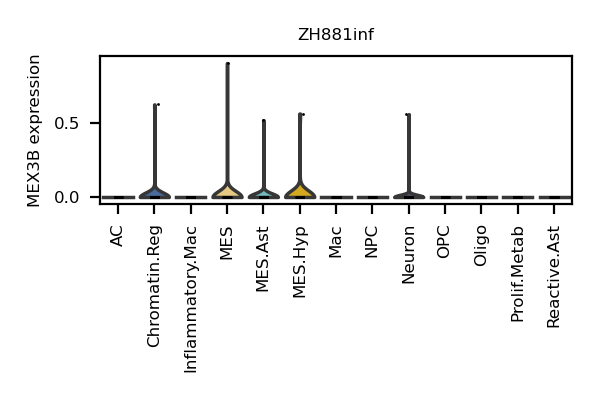 ZH881inf
MEX3B expression
0.5
0.0
AC
Chromatin.Reg
Inflammatory.Mac
MES
MES.Ast
MES.Hyp
Mac
NPC
Neuron
OPC
Oligo
Prolif.Metab
Reactive.Ast